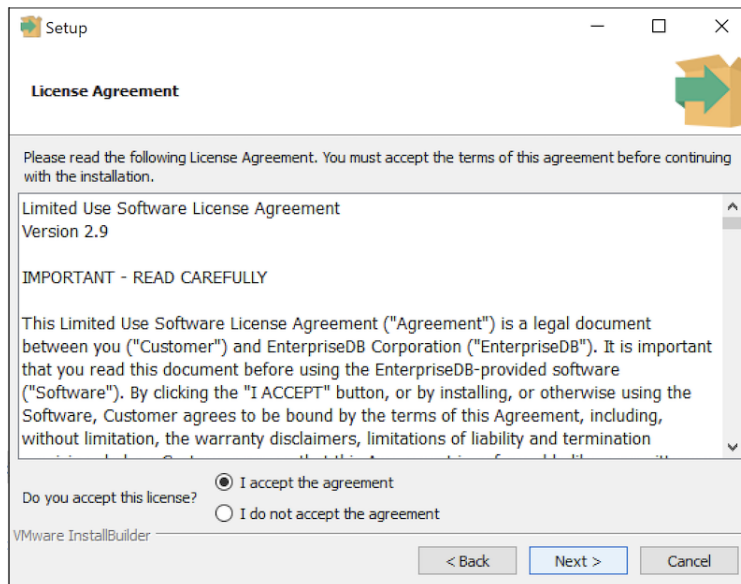 Setup
License Agreement
Please read the following License Agreement. You must accept the terms of this agreement before continuing
with the installation.
Limited Use Software License Agreement
Version 2.9
IMPORTANT - READ CAREFULLY
This Limited Use Software License Agreement ("Agreement") is a legal document
between you ("Customer") and EnterpriseDB Corporation ("EnterpriseDB"). It is important
that you read this document before using the EnterpriseDB-provided software
("Software"). By clicking the "I ACCEPT" button, or by installing, or otherwise using the
Software, Customer agrees to be bound by the terms of this Agreement, including,
without limitation, the warranty disclaimers, limitations of liability and termination
Do you accept this license?
I accept the agreement
I do not accept the agreement
VMware InstallBuilder
< Back
Next >
Cancel